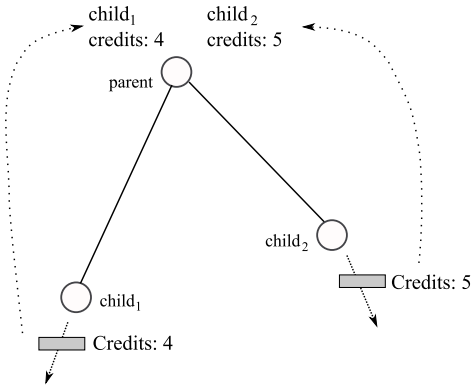 child₁
credits: 4
child₂
credits: 5
parent
child₂
Credits: 5
child₁
Credits: 4